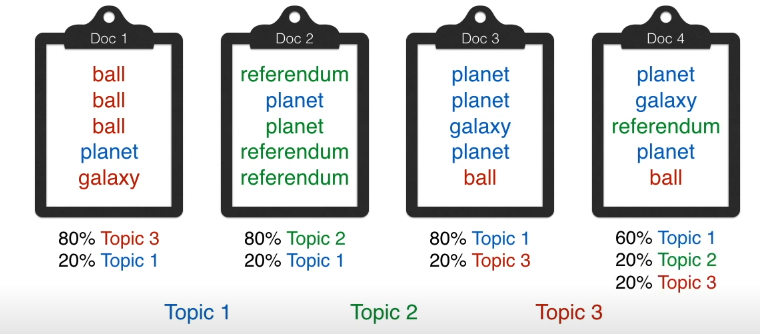 Doc 1
ball
ball
ball
planet
galaxy
80% Topic 3
20% Topic 1
Doc 2
referendum
planet
planet
referendum
referendum
80% Topic 2
20% Topic 1
Doc 3
planet
planet
galaxy
planet
ball
80% Topic 1
20% Topic 3
Doc 4
planet
galaxy
referendum
planet
ball
60% Topic 1
20% Topic 2
20% Topic 3
Topic 1
Topic 2
Topic 3